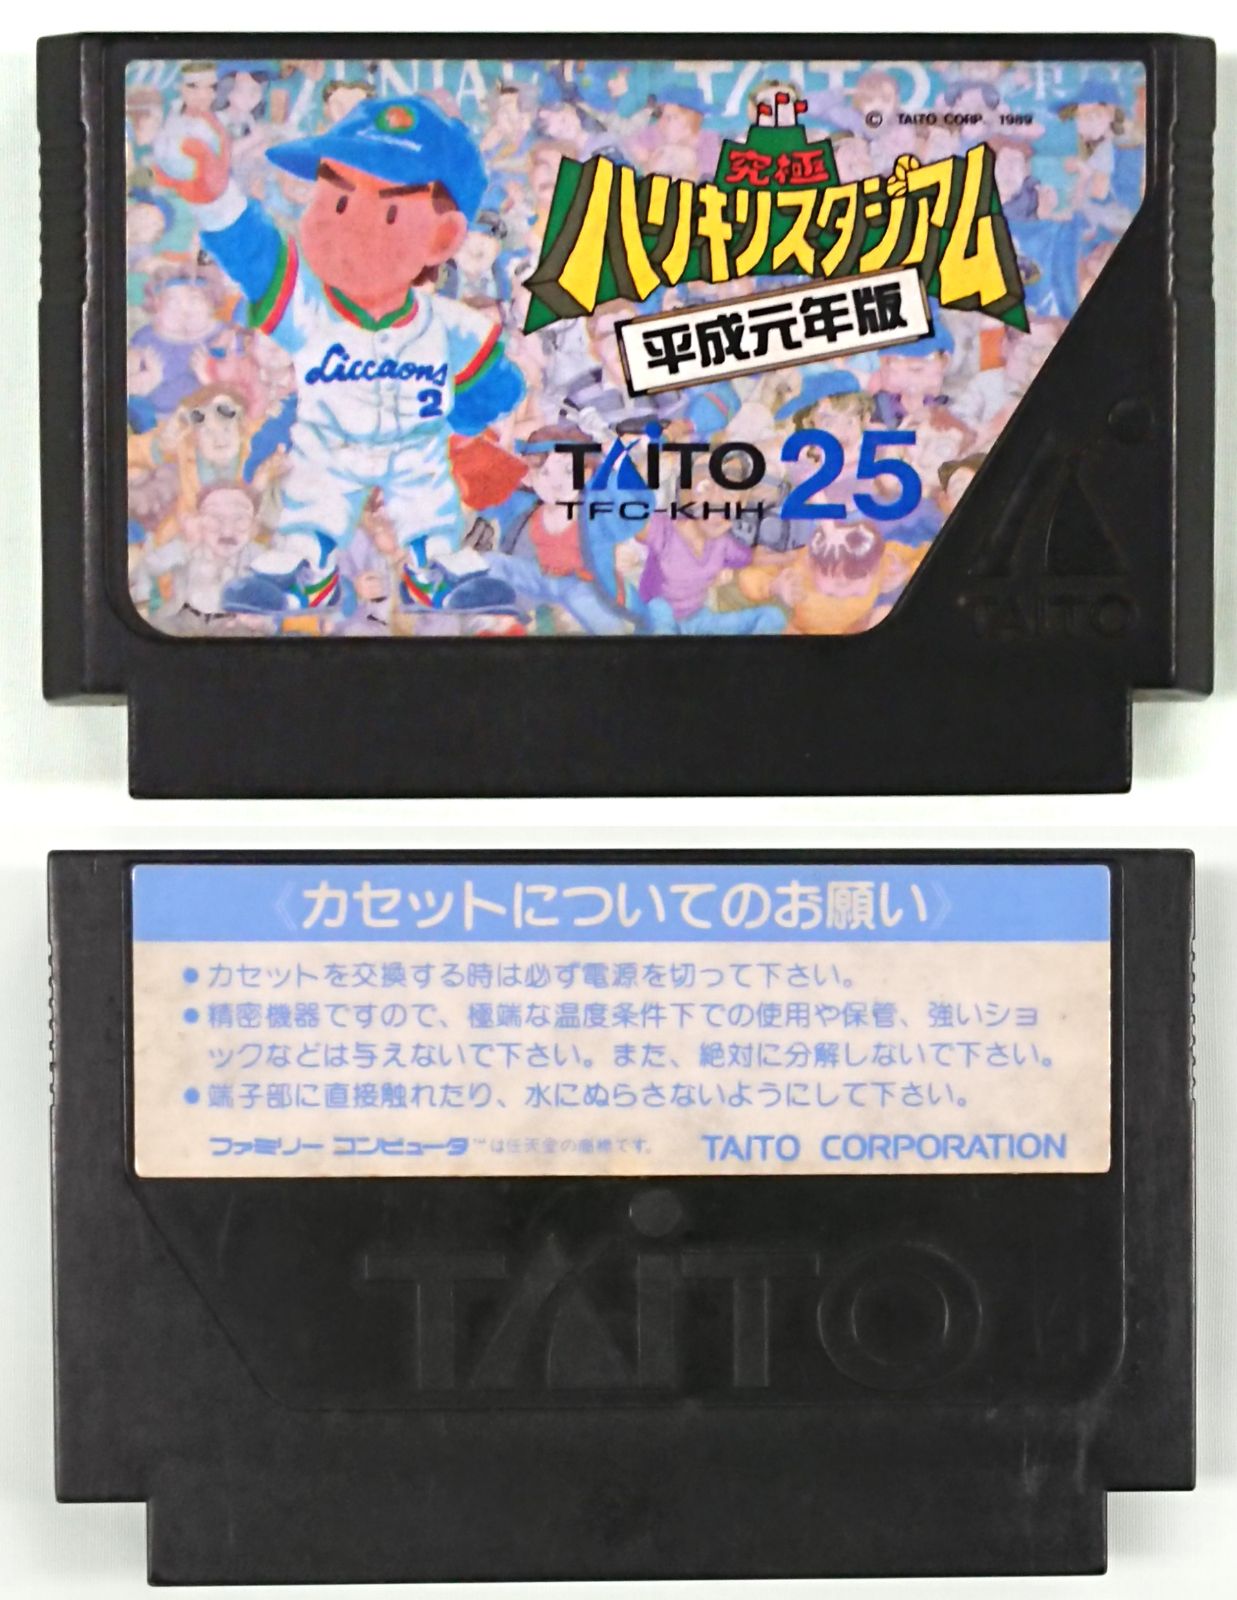 TAITO
© TAITO CORP. 1989
究極
ハリキリスタジアム
平成元年版
Liccaons
2
TAITO 25
TFC-KHH
TAITO
《カセットについてのお願い》
●カセットを交換する時は必ず電源を切って下さい。
●精密機器ですので、極端な温度条件下での使用や保管、強いショ
ックなどは与えないで下さい。また、絶対に分解しないで下さい。
●端子部に直接触れたり、水にぬらさないようにして下さい。
ファミリーコンピュータ™は任天堂の商標です。
TAITO CORPORATION
TAITO